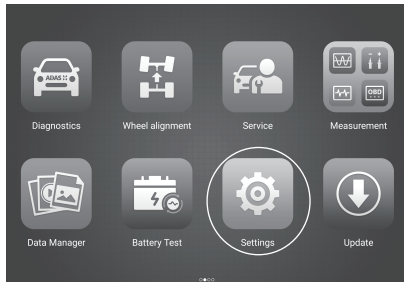 ADAS
OBD
Diagnostics
Wheel alignment
Service
Measurement
Data Manager
Battery Test
Settings
Update